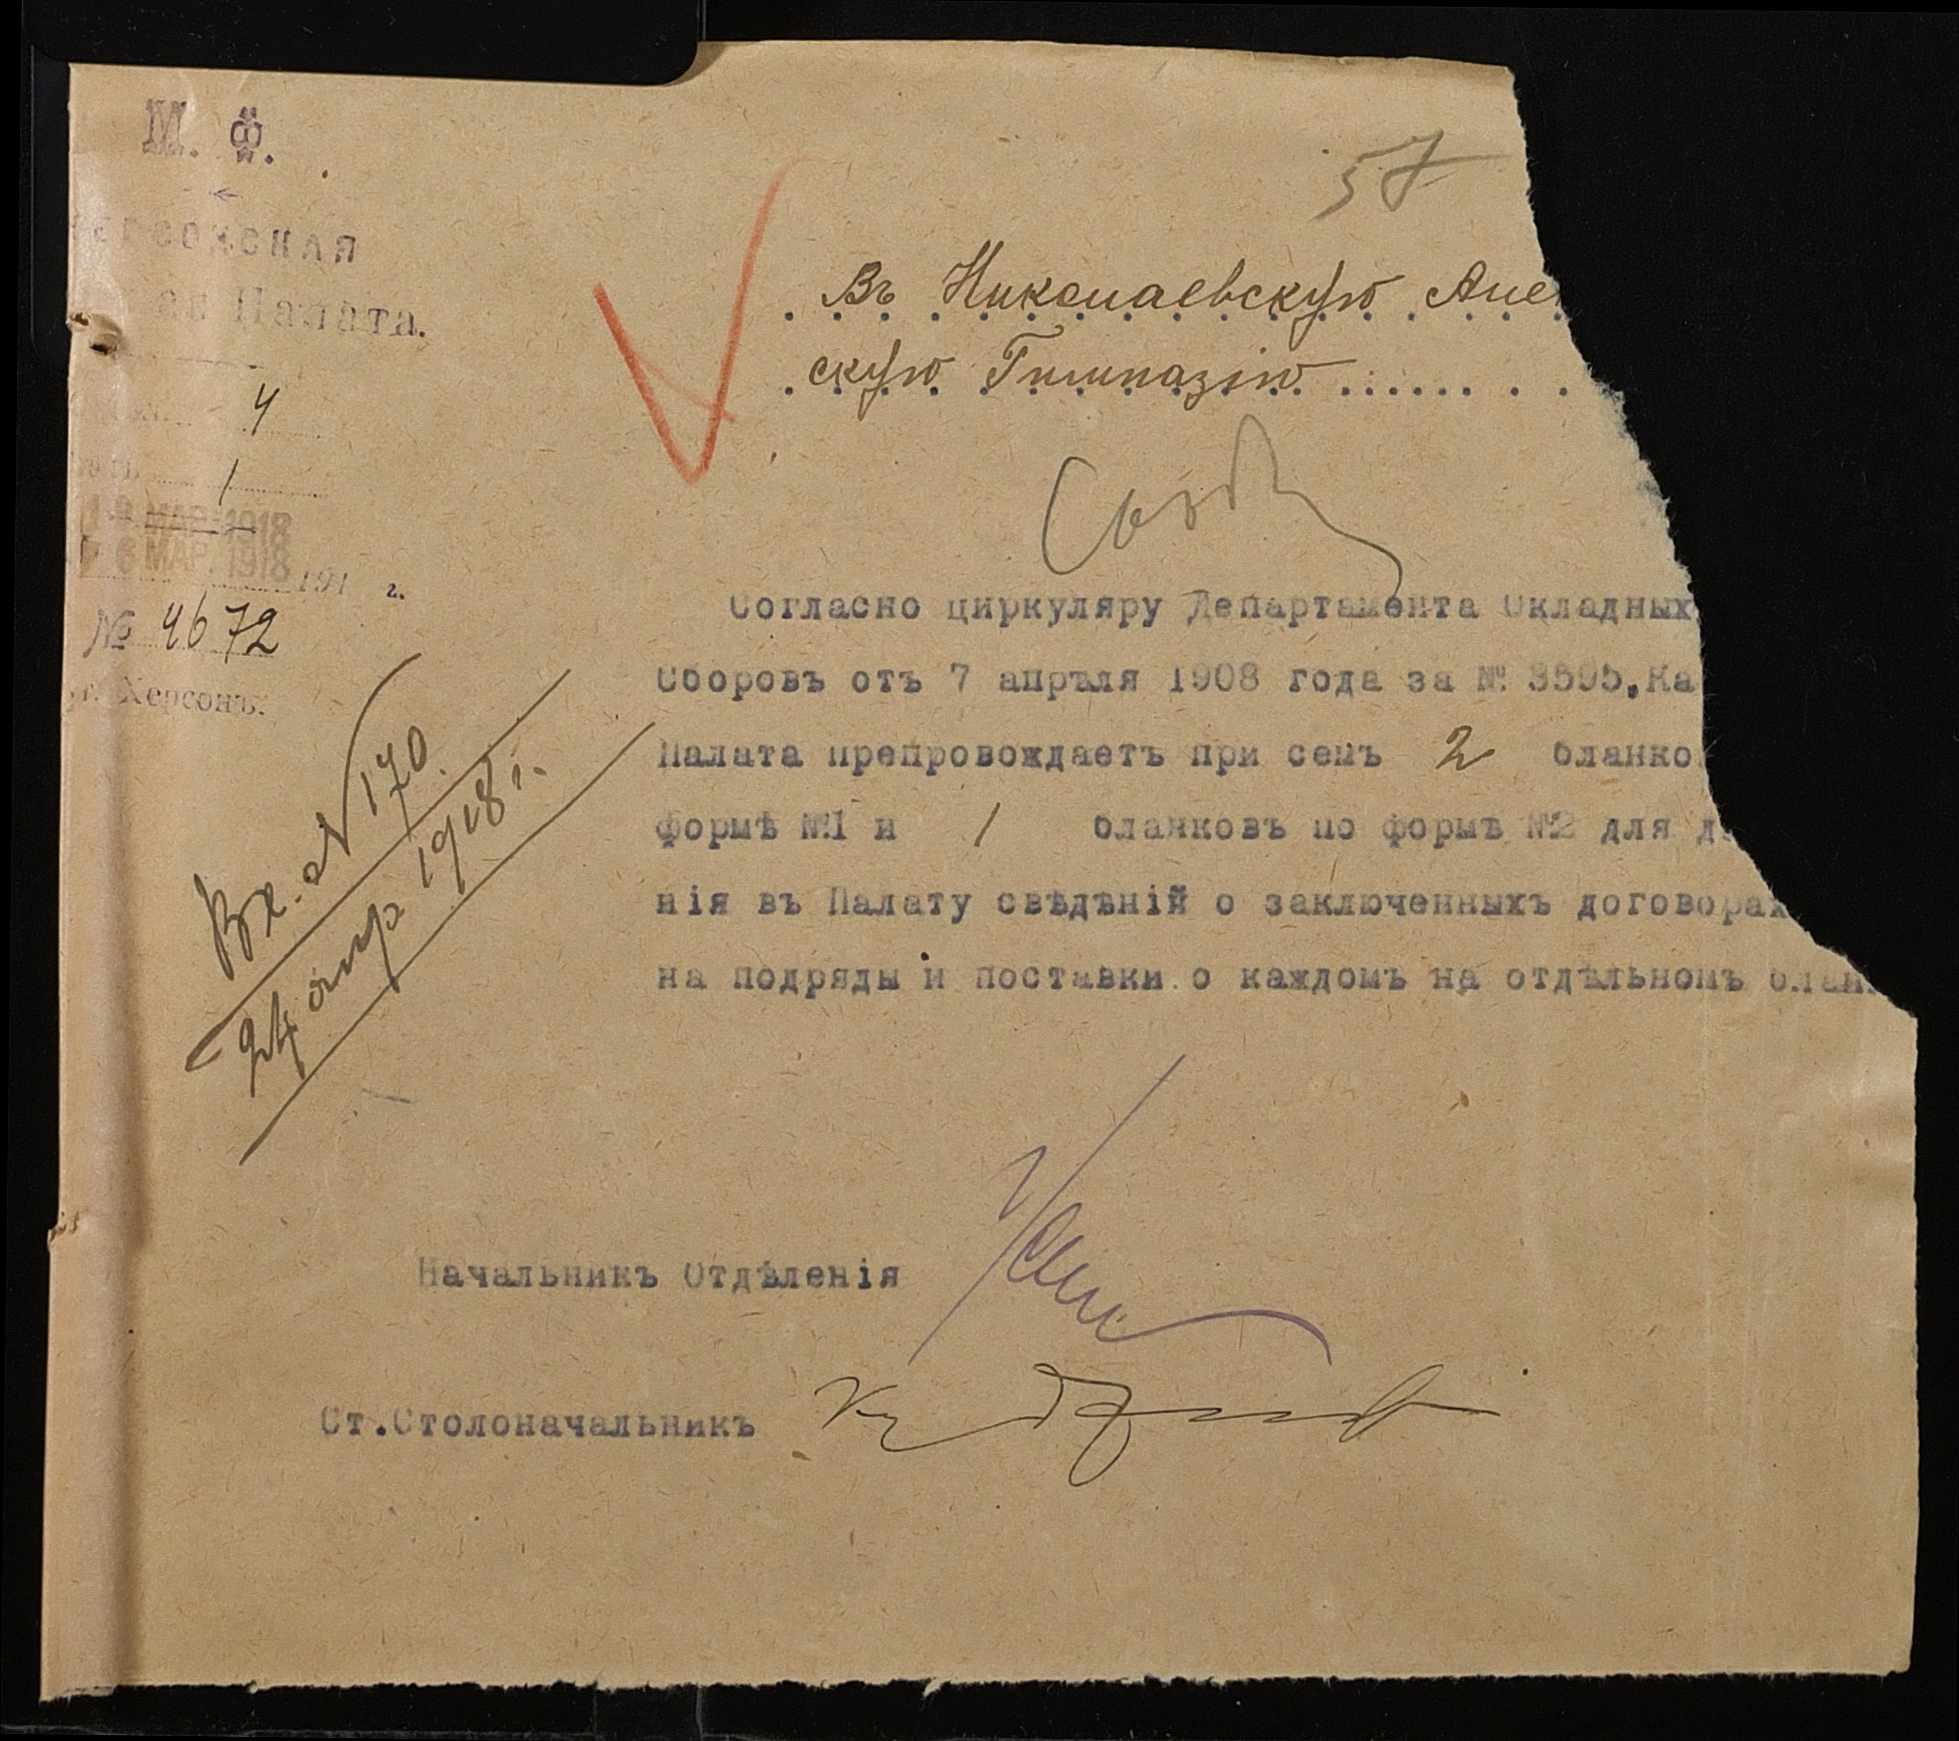 М. Ф.
57
Палата.
Въ Николаевскую
скую Гимназію
4
1
МАР. 1918
6 МАР. 1918
191 г.
№ 4672
г. Херсонъ.
Вх. № 170
24 апр 1918 г.
Согласно циркуляру Департамента Окладныхъ
Сборовъ отъ 7 апрѣля 1908 года за № 3595, Ка
Палата препровождаетъ при семъ 2 бланко
формѣ №1 и 1 бланковъ по формѣ №2 для д
нія въ Палату свѣдѣній о заключенныхъ договорах
на подряды и поставки о каждомъ на отдѣльномъ блан
Начальникъ Отдѣленія
Ст.Столоначальникъ